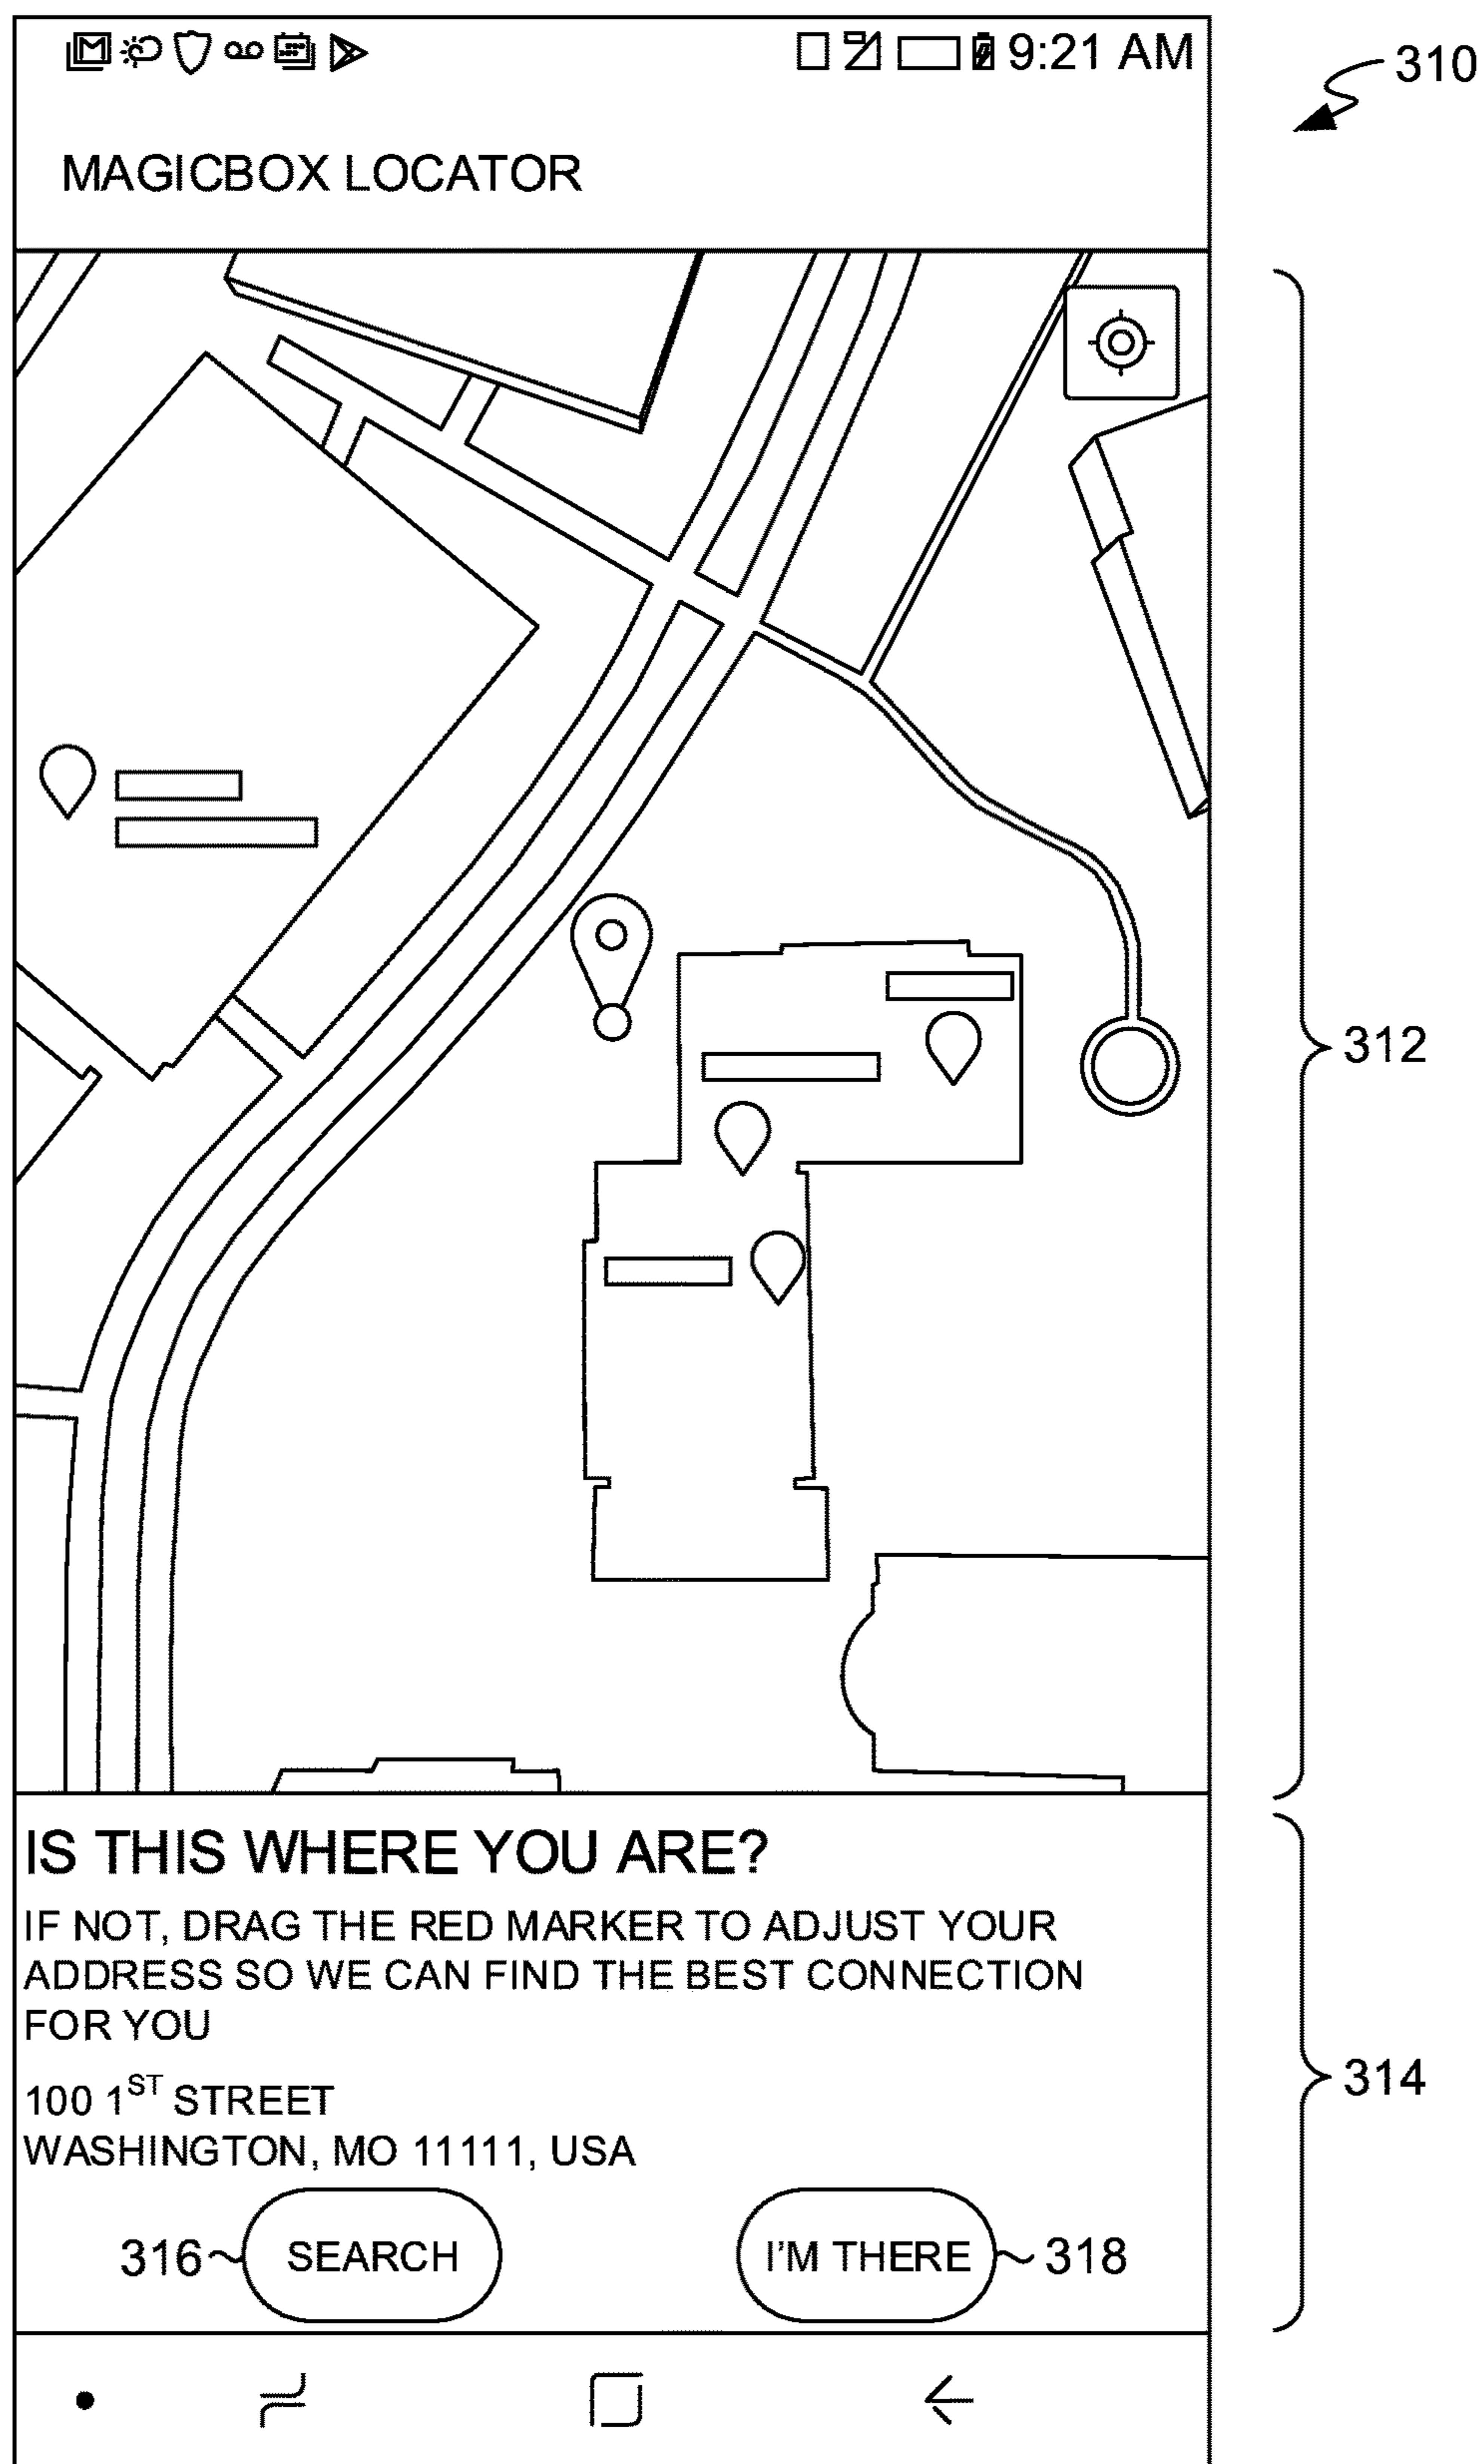 9:21 AM
310
MAGICBOX LOCATOR
312
IS THIS WHERE YOU ARE?
IF NOT, DRAG THE RED MARKER TO ADJUST YOUR
ADDRESS SO WE CAN FIND THE BEST CONNECTION
FOR YOU
314
100 1ST STREET
WASHINGTON, MO 11111, USA
316 SEARCH I'M THERE 318